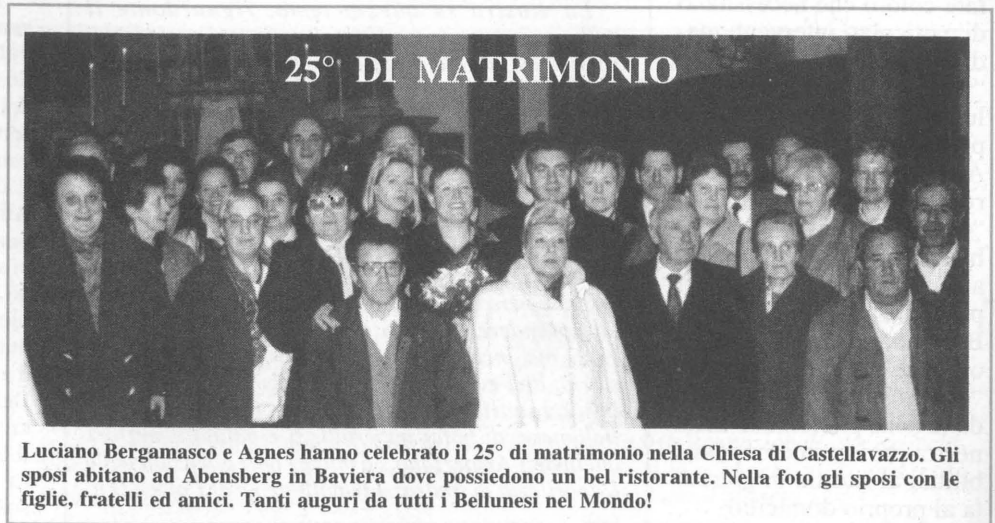 25° DI MATRIMONIO
Luciano Bergamasco e Agnes hanno celebrato il 25° di matrimonio nella Chiesa di Castellavazzo. Gli
sposi abitano ad Abensberg in Baviera dove possiedono un bel ristorante. Nella foto gli sposi con le
figlie, fratelli ed amici. Tanti auguri da tutti i Bellunesi nel Mondo!